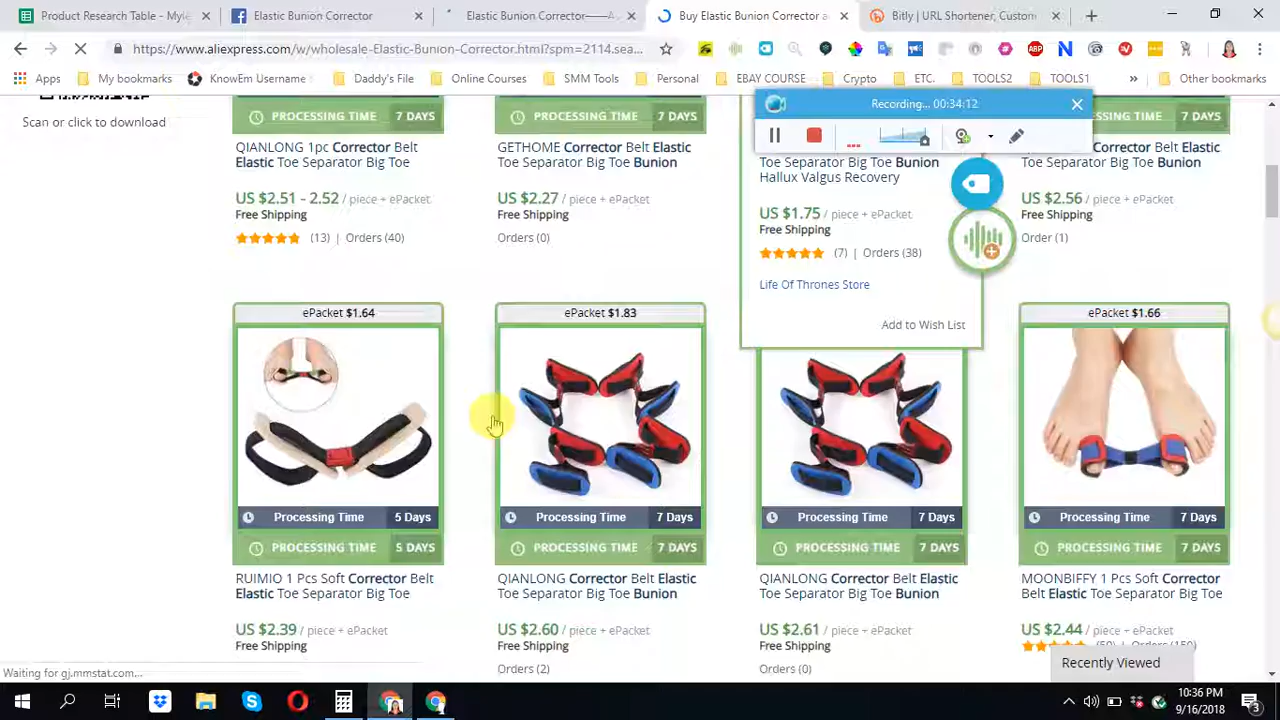 Product Research Table - Myle
Elastic Bunion Corrector
Elastic Bunion Corrector——A
Buy Elastic Bunion Corrector a
Bitly | URL Shortener, Custom
https://www.aliexpress.com/w/wholesale-Elastic-Bunion-Corrector.html?spm=2114.sea...
Apps My bookmarks KnowEm Username Daddy's File Online Courses SMM Tools Personal EBAY COURSE Crypto ETC. TOOLS2 TOOLS1 » Other bookmarks
Recording... 00:34:12
Scan or click to download
PROCESSING TIME 7 DAYS
PROCESSING TIME 7 DAYS
QIANLONG 1pc Corrector Belt
Elastic Toe Separator Big Toe
US $2.51 - 2.52 / piece + ePacket
Free Shipping
(13) | Orders (40)
GETHOME Corrector Belt Elastic
Toe Separator Big Toe Bunion
US $2.27 / piece + ePacket
Free Shipping
Orders (0)
Toe Separator Big Toe Bunion
Hallux Valgus Recovery
US $1.75 / piece + ePacket
Free Shipping
(7) | Orders (38)
Life Of Thrones Store
Add to Wish List
7 DAYS
Corrector Belt Elastic
Toe Separator Big Toe Bunion
US $2.56 / piece + ePacket
Free Shipping
Order (1)
ePacket $1.64
Processing Time 5 Days
PROCESSING TIME 5 DAYS
RUIMIO 1 Pcs Soft Corrector Belt
Elastic Toe Separator Big Toe
US $2.39 / piece + ePacket
Free Shipping
ePacket $1.83
Processing Time 7 Days
PROCESSING TIME 7 DAYS
QIANLONG Corrector Belt Elastic
Toe Separator Big Toe Bunion
US $2.60 / piece + ePacket
Free Shipping
Orders (2)
Processing Time 7 Days
PROCESSING TIME 7 DAYS
QIANLONG Corrector Belt Elastic
Toe Separator Big Toe Bunion
US $2.61 / piece + ePacket
Free Shipping
Orders (0)
ePacket $1.66
Processing Time 7 Days
PROCESSING TIME 7 DAYS
MOONBIFFY 1 Pcs Soft Corrector
Belt Elastic Toe Separator Big Toe
US $2.44 / piece + ePacket
Free Shipping
Recently Viewed
Waiting for gj.mmstat.com...
10:36 PM
9/16/2018